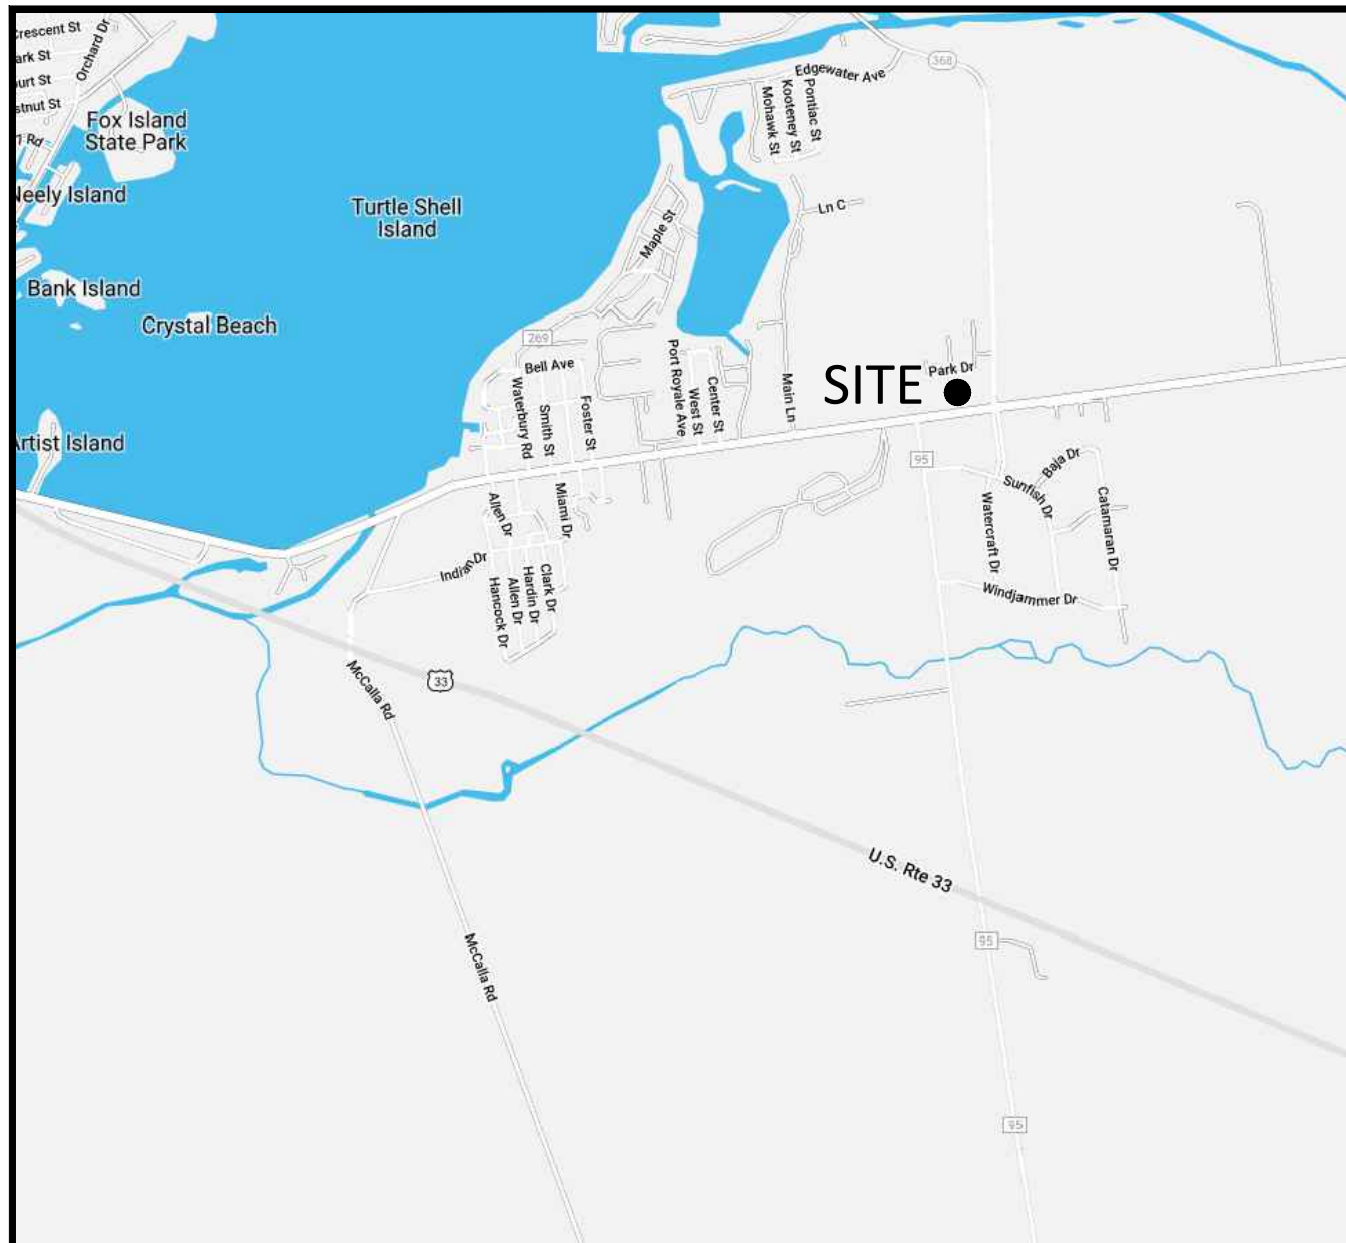 Crescent St
ark St
ourt St
stnut St
Orchard Dr
Fox Island
State Park
Neely Island
Bank Island
Crystal Beach
Artist Island
Turtle Shell
Island
Edgewater Ave
368
Mohawk St
Kooteney St
Pontiac St
Ln C
Maple St
269
Bell Ave
Waterbury Rd
Smith St
Foster St
Port Royale Ave
West St
Center St
Main Ln
Park Dr
SITE
95
Sunfish Dr
Baja Dr
Watercraft Dr
Catamaran Dr
Windjammer Dr
Allen Dr
Miami Dr
Indian Dr
Hancock Dr
Allen Dr
Hardin Dr
Clark Dr
McCalla Rd
33
U.S. Rte 33
McCalla Rd
95
95